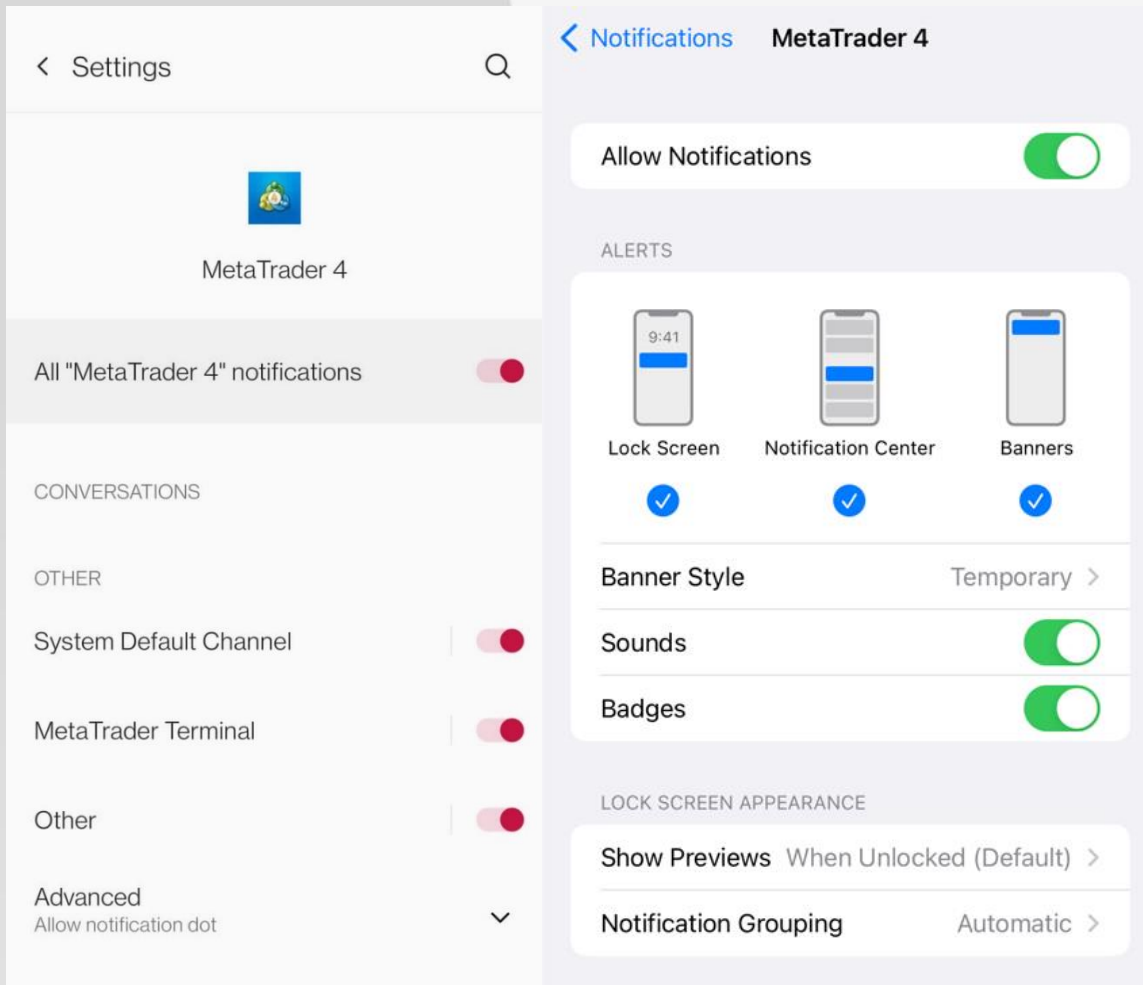 Settings
MetaTrader 4
All "MetaTrader 4" notifications
CONVERSATIONS
OTHER
System Default Channel
MetaTrader Terminal
Other
Advanced
Allow notification dot
Notifications MetaTrader 4
Allow Notifications
ALERTS
9:41
Lock Screen Notification Center Banners
Banner Style Temporary
Sounds
Badges
LOCK SCREEN APPEARANCE
Show Previews When Unlocked (Default)
Notification Grouping Automatic